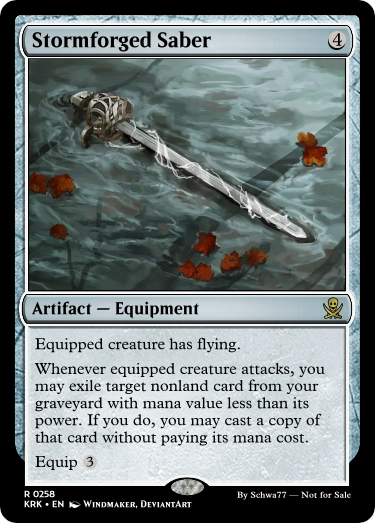 Stormforged Saber 4
Artifact — Equipment
Equipped creature has flying.
Whenever equipped creature attacks, you
may exile target nonland card from your
graveyard with mana value less than its
power. If you do, you may cast a copy of
that card without paying its mana cost.
Equip 3
R 0258
KRK • EN Windmaker, DeviantArt
By Schwa77 — Not for Sale